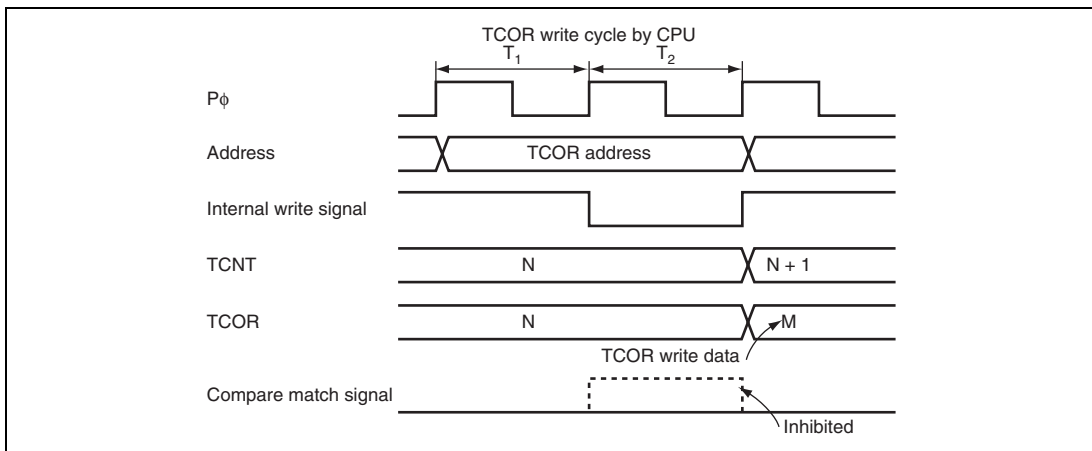 TCOR write cycle by CPU
T1 T2
Pφ
Address TCOR address
Internal write signal
TCNT N N + 1
TCOR N M
TCOR write data
Compare match signal
Inhibited